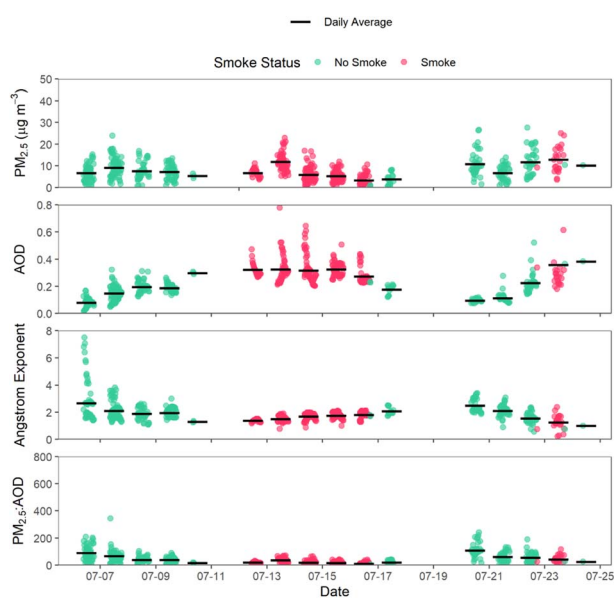 Daily Average
Smoke Status No Smoke Smoke
PM2.5 (μg m−3)
50
40
30
20
10
0
AOD
0.8
0.6
0.4
0.2
0.0
Angstrom Exponent
8
6
4
2
0
PM2.5:AOD
800
600
400
200
0
07-07 07-09 07-11 07-13 07-15 07-17 07-19 07-21 07-23 07-25
Date